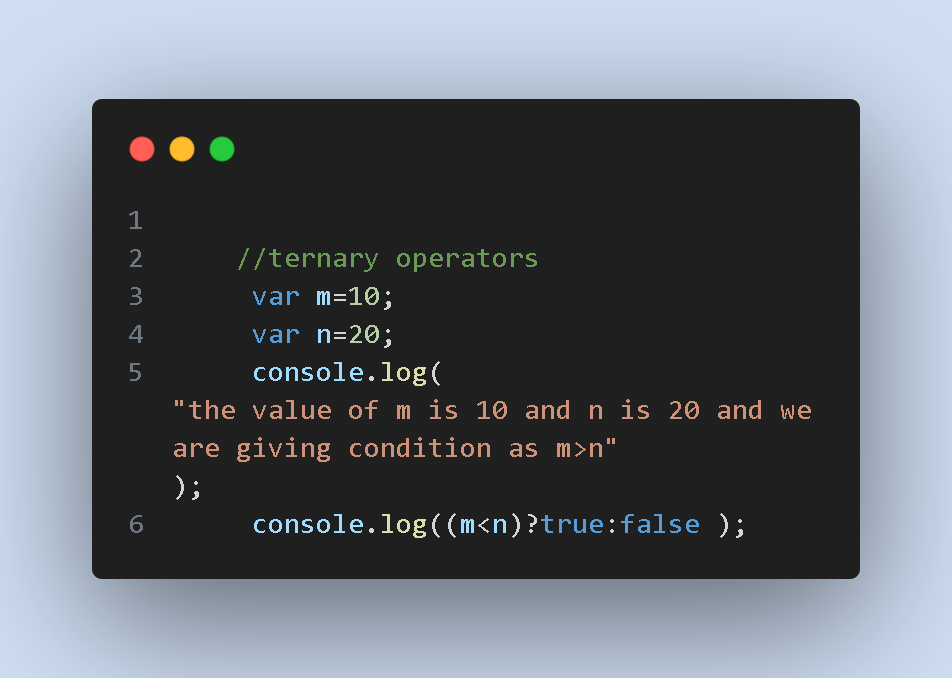 1
2 //ternary operators
3 var m=10;
4 var n=20;
5 console.log(
"the value of m is 10 and n is 20 and we
are giving condition as m>n"
);
6 console.log((m<n)?true:false );